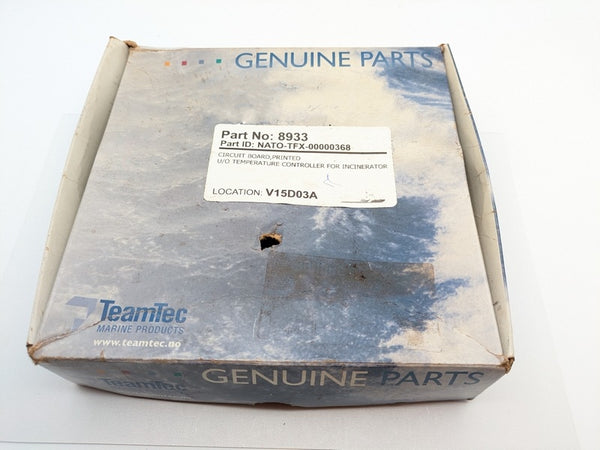 GENUINE PARTS
Part No: 8933
Part ID: NATO-TFX-00000368
CIRCUIT BOARD,PRINTED
U/O TEMPERATURE CONTROLLER FOR INCINERATOR
LOCATION: V15D03A
TeamTec
MARINE PRODUCTS
www.teamtec.no
TeamTec
GENUINE PARTS